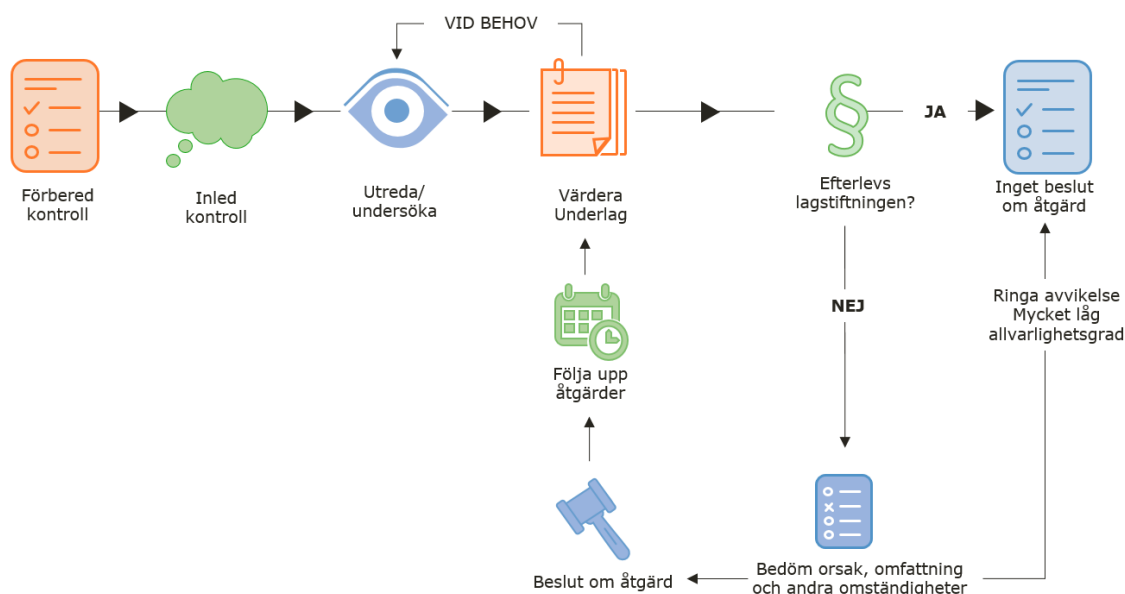 VID BEHOV
Förbered
kontroll
Inled
kontroll
Utreda/
undersöka
Värdera
Underlag
Efterlevs
lagstiftningen?
JA
Inget beslut
om åtgärd
NEJ
Ringa avvikelse
Mycket låg
allvarlighetsgrad
Följa upp
åtgärder
Beslut om åtgärd
Bedöm orsak, omfattning
och andra omständigheter